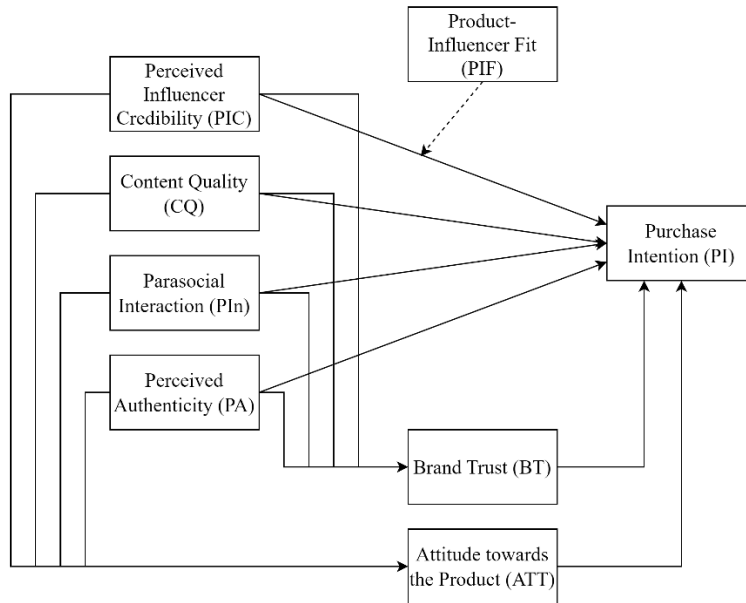 Product-
Influencer Fit
(PIF)
Perceived
Influencer
Credibility (PIC)
Content Quality
(CQ)
Purchase
Intention (PI)
Parasocial
Interaction (PIn)
Perceived
Authenticity (PA)
Brand Trust (BT)
Attitude towards
the Product (ATT)